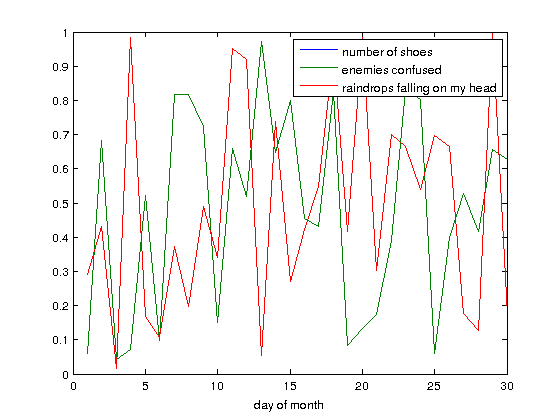 1
0.9
0.8
0.7
0.6
0.5
0.4
0.3
0.2
0.1
0
number of shoes
enemies confused
raindrops falling on my head
0 5 10 15 20 25 30
day of month